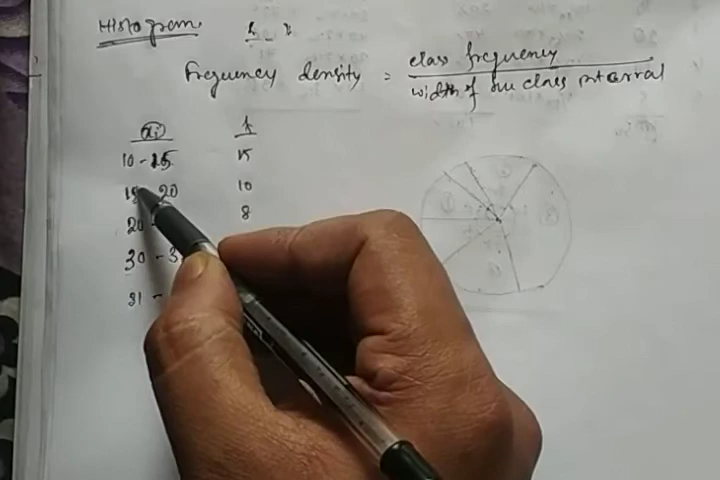 Histogram
Frequency density = class frequency
width of the class interval
xi f
10 - 15 15
15 - 20 10
20 - 8
30 - 3
31 -